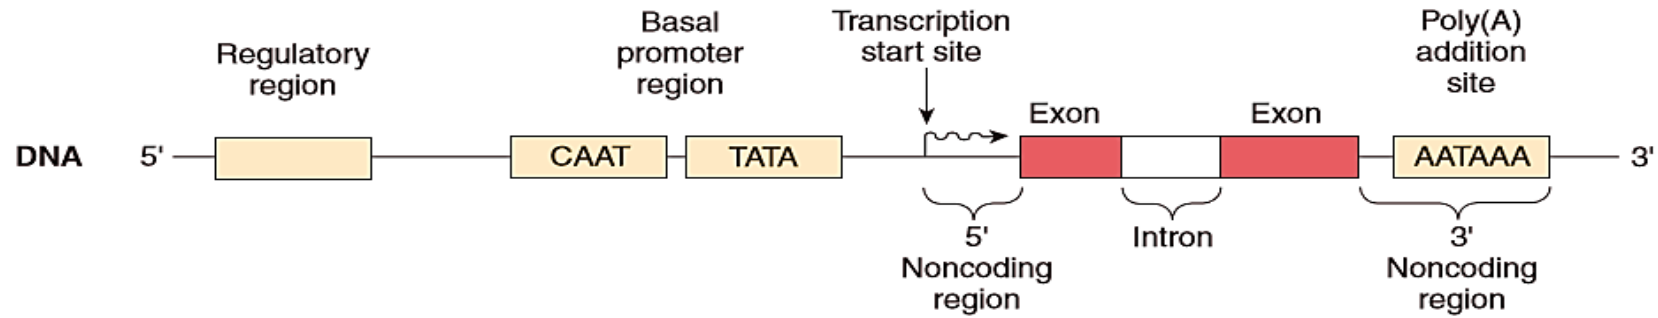 Regulatory
region
Basal
promoter
region
Transcription
start site
Poly(A)
addition
site
Exon
Exon
DNA 5' CAAT TATA AATAAA 3'
5'
Noncoding
region
Intron
3'
Noncoding
region